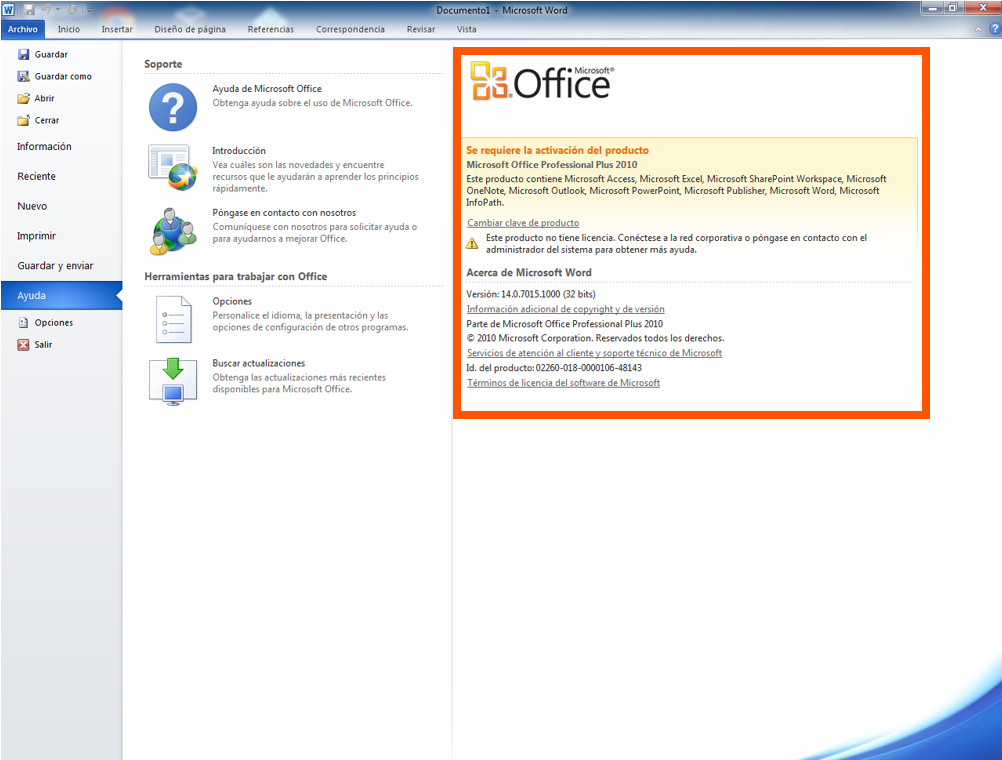 Documento1 - Microsoft Word
Archivo
Inicio
Insertar
Diseño de página
Referencias
Correspondencia
Revisar
Vista
Guardar
Guardar como
Abrir
Cerrar
Información
Reciente
Nuevo
Imprimir
Guardar y enviar
Ayuda
Opciones
Salir
Soporte
Ayuda de Microsoft Office
Obtenga ayuda sobre el uso de Microsoft Office.
Introducción
Vea cuáles son las novedades y encuentre
recursos que le ayudarán a aprender los principios
rápidamente.
Póngase en contacto con nosotros
Comuníquese con nosotros para solicitar ayuda o
para ayudarnos a mejorar Office.
Herramientas para trabajar con Office
Opciones
Personalice el idioma, la presentación y las
opciones de configuración de otros programas.
Buscar actualizaciones
Obtenga las actualizaciones más recientes
disponibles para Microsoft Office.
Microsoft®
Office
Se requiere la activación del producto
Microsoft Office Professional Plus 2010
Este producto contiene Microsoft Access, Microsoft Excel, Microsoft SharePoint Workspace, Microsoft
OneNote, Microsoft Outlook, Microsoft PowerPoint, Microsoft Publisher, Microsoft Word, Microsoft
InfoPath.
Cambiar clave de producto
Este producto no tiene licencia. Conéctese a la red corporativa o póngase en contacto con el
administrador del sistema para obtener más ayuda.
Acerca de Microsoft Word
Versión: 14.0.7015.1000 (32 bits)
Información adicional de copyright y de versión
Parte de Microsoft Office Professional Plus 2010
© 2010 Microsoft Corporation. Reservados todos los derechos.
Servicios de atención al cliente y soporte técnico de Microsoft
Id. del producto: 02260-018-0000106-48143
Términos de licencia del software de Microsoft